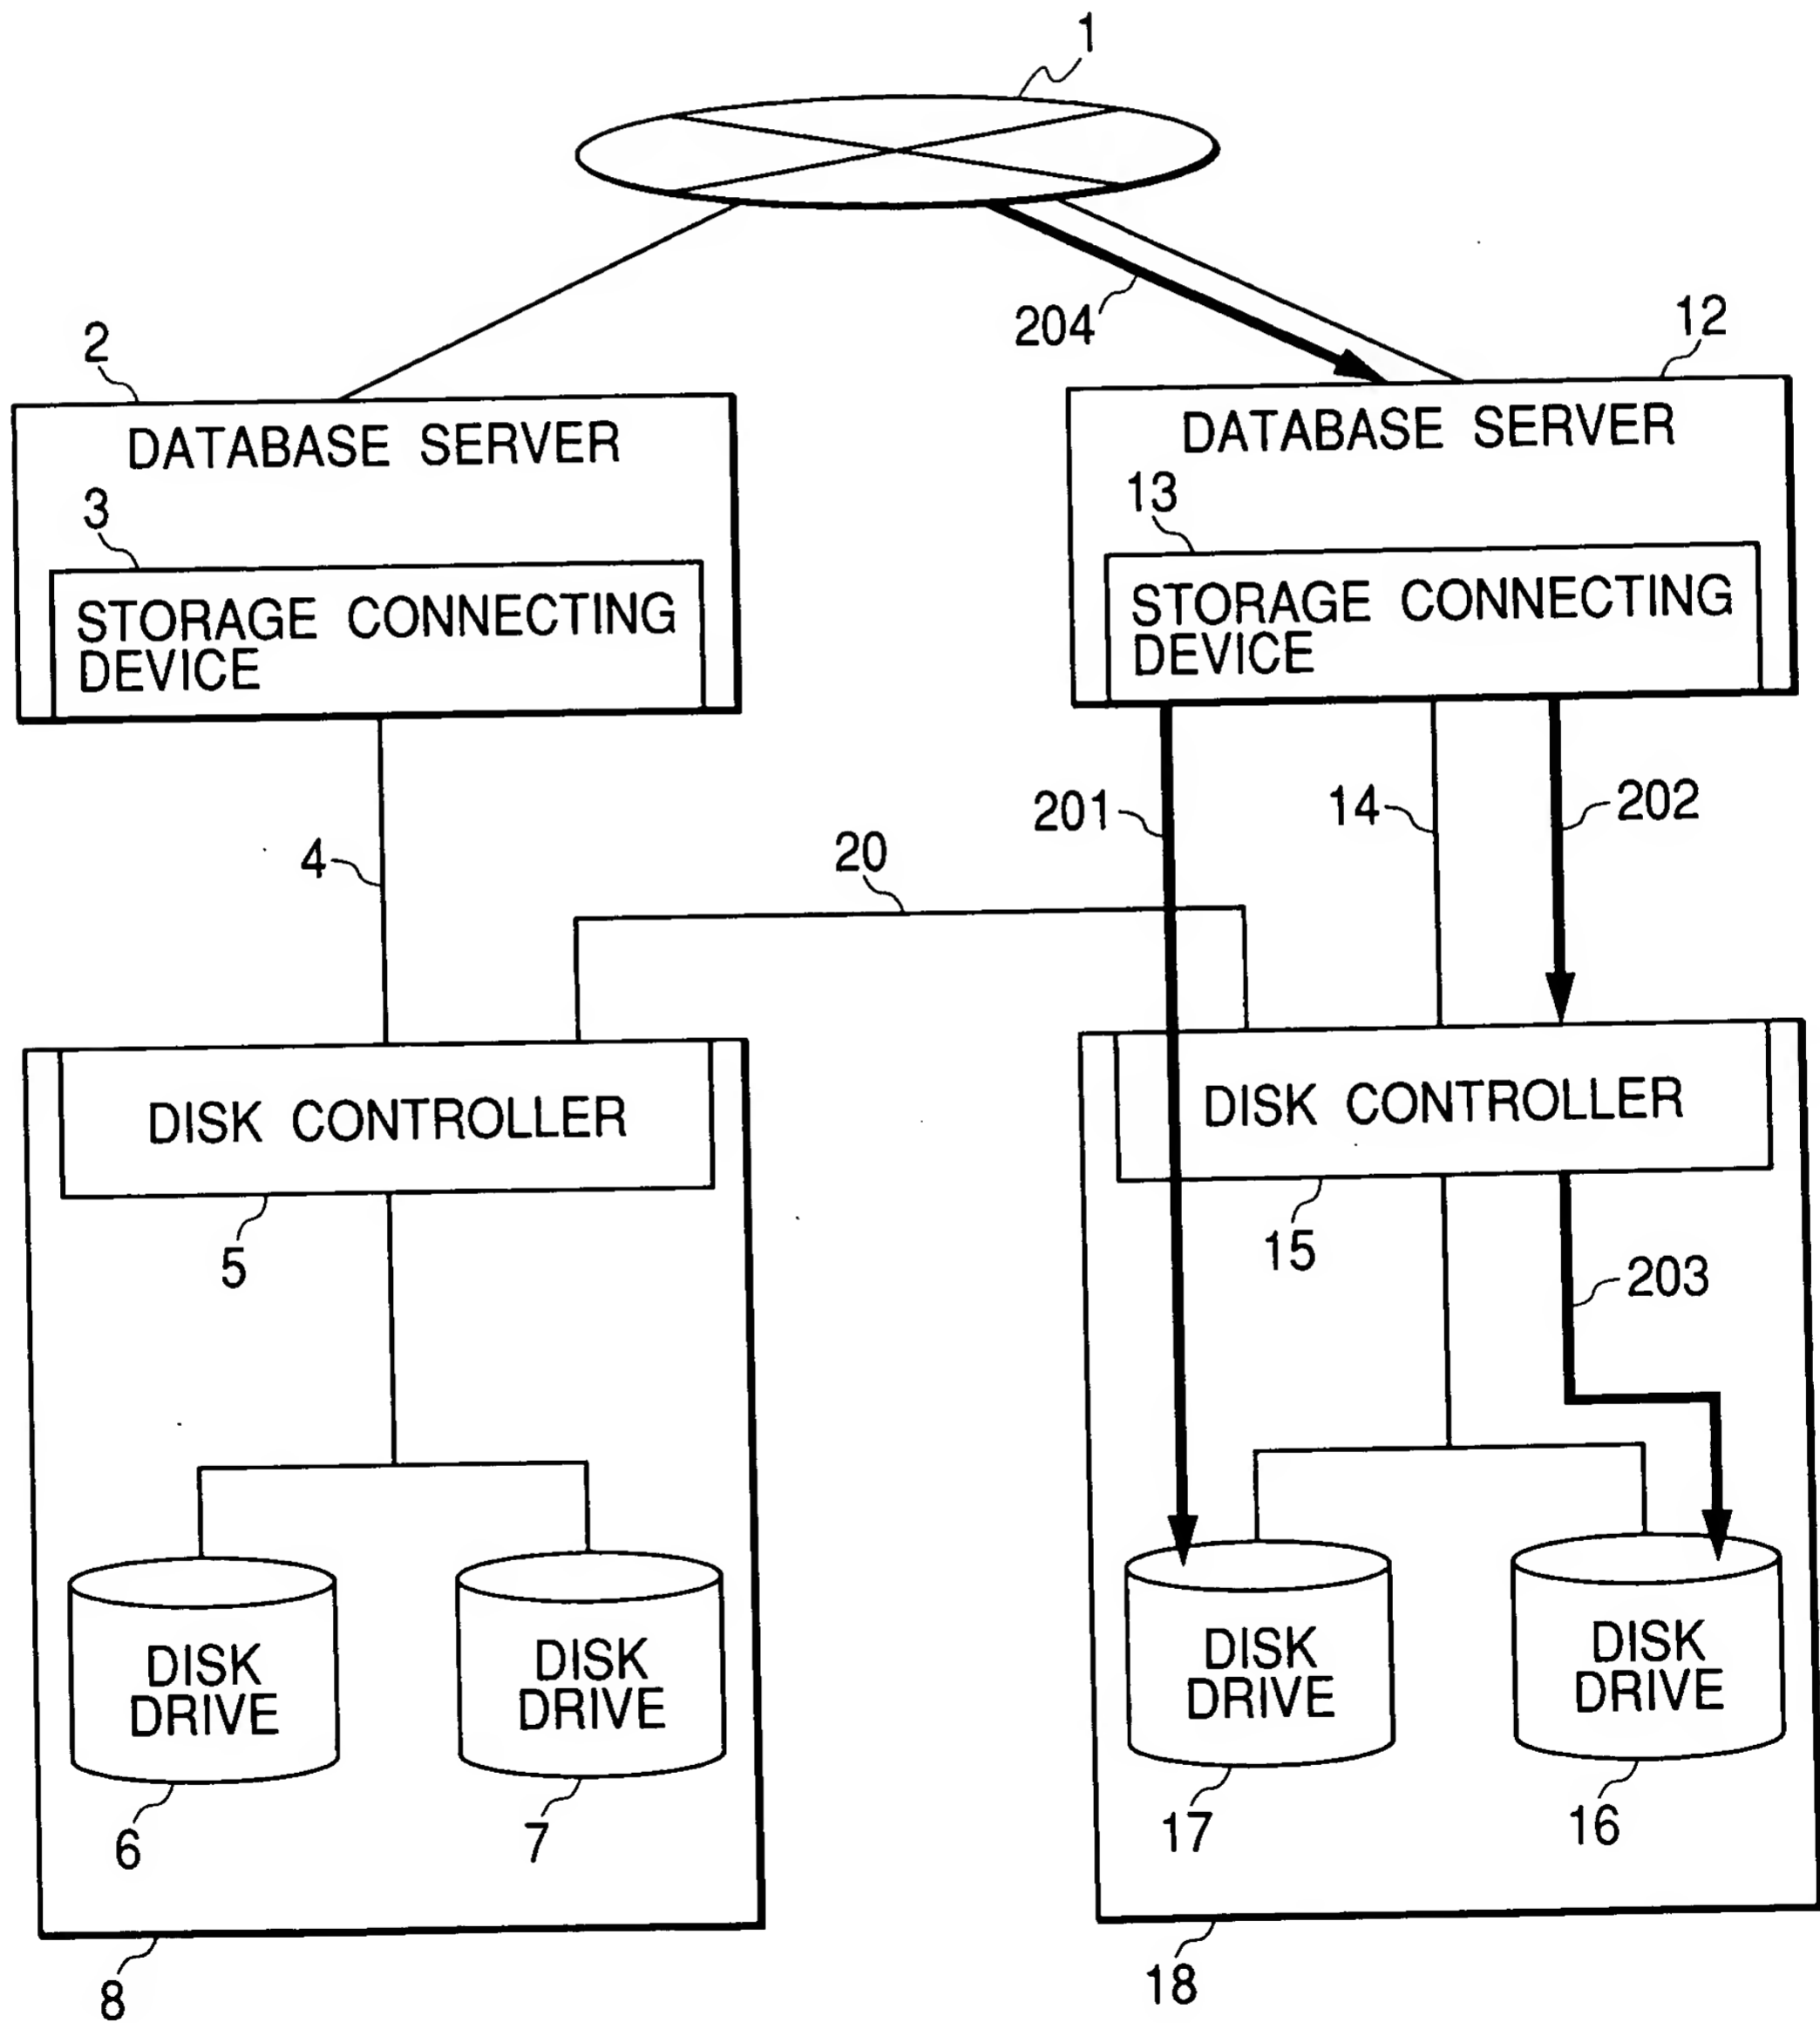 1
204
2
12
DATABASE SERVER
DATABASE SERVER
3
13
STORAGE CONNECTING
DEVICE
STORAGE CONNECTING
DEVICE
4
20
201
14
202
DISK CONTROLLER
DISK CONTROLLER
5
15
203
DISK
DRIVE
DISK
DRIVE
DISK
DRIVE
DISK
DRIVE
6
7
17
16
8
18